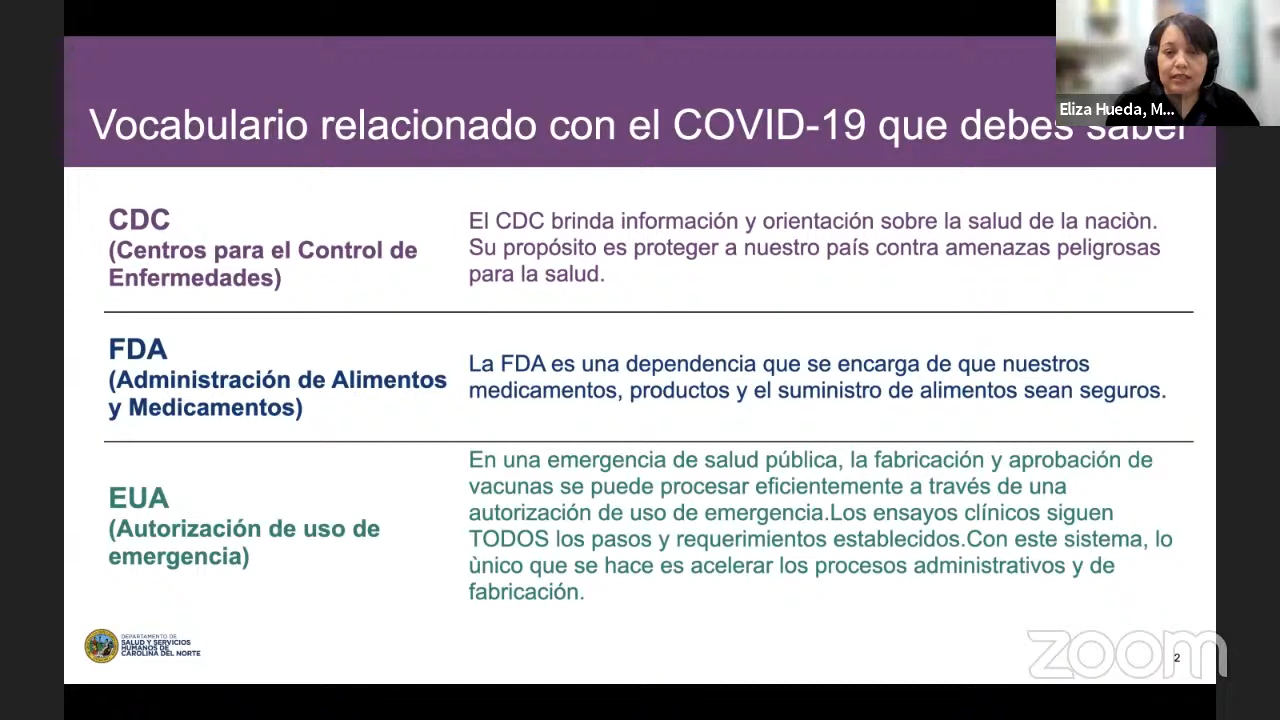 Vocabulario relacionado con el COVID-19 que debes saber
Eliza Hueda, M...
CDC
(Centros para el Control de
Enfermedades)
El CDC brinda información y orientación sobre la salud de la naciòn.
Su propósito es proteger a nuestro país contra amenazas peligrosas
para la salud.
FDA
(Administración de Alimentos
y Medicamentos)
La FDA es una dependencia que se encarga de que nuestros
medicamentos, productos y el suministro de alimentos sean seguros.
EUA
(Autorización de uso de
emergencia)
En una emergencia de salud pública, la fabricación y aprobación de
vacunas se puede procesar eficientemente a través de una
autorización de uso de emergencia.Los ensayos clínicos siguen
TODOS los pasos y requerimientos establecidos.Con este sistema, lo
ùnico que se hace es acelerar los procesos administrativos y de
fabricación.
DEPARTAMENTO DE
SALUD Y SERVICIOS
HUMANOS DE
CAROLINA DEL NORTE
zoom
2